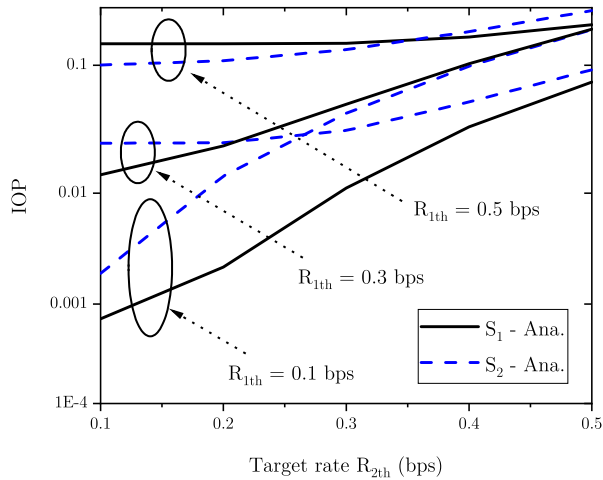 0.1
0.01
0.001
1E-4
IOP
R1th = 0.5 bps
R1th = 0.3 bps
R1th = 0.1 bps
S1 - Ana.
S2 - Ana.
0.1 0.2 0.3 0.4 0.5
Target rate R2th (bps)